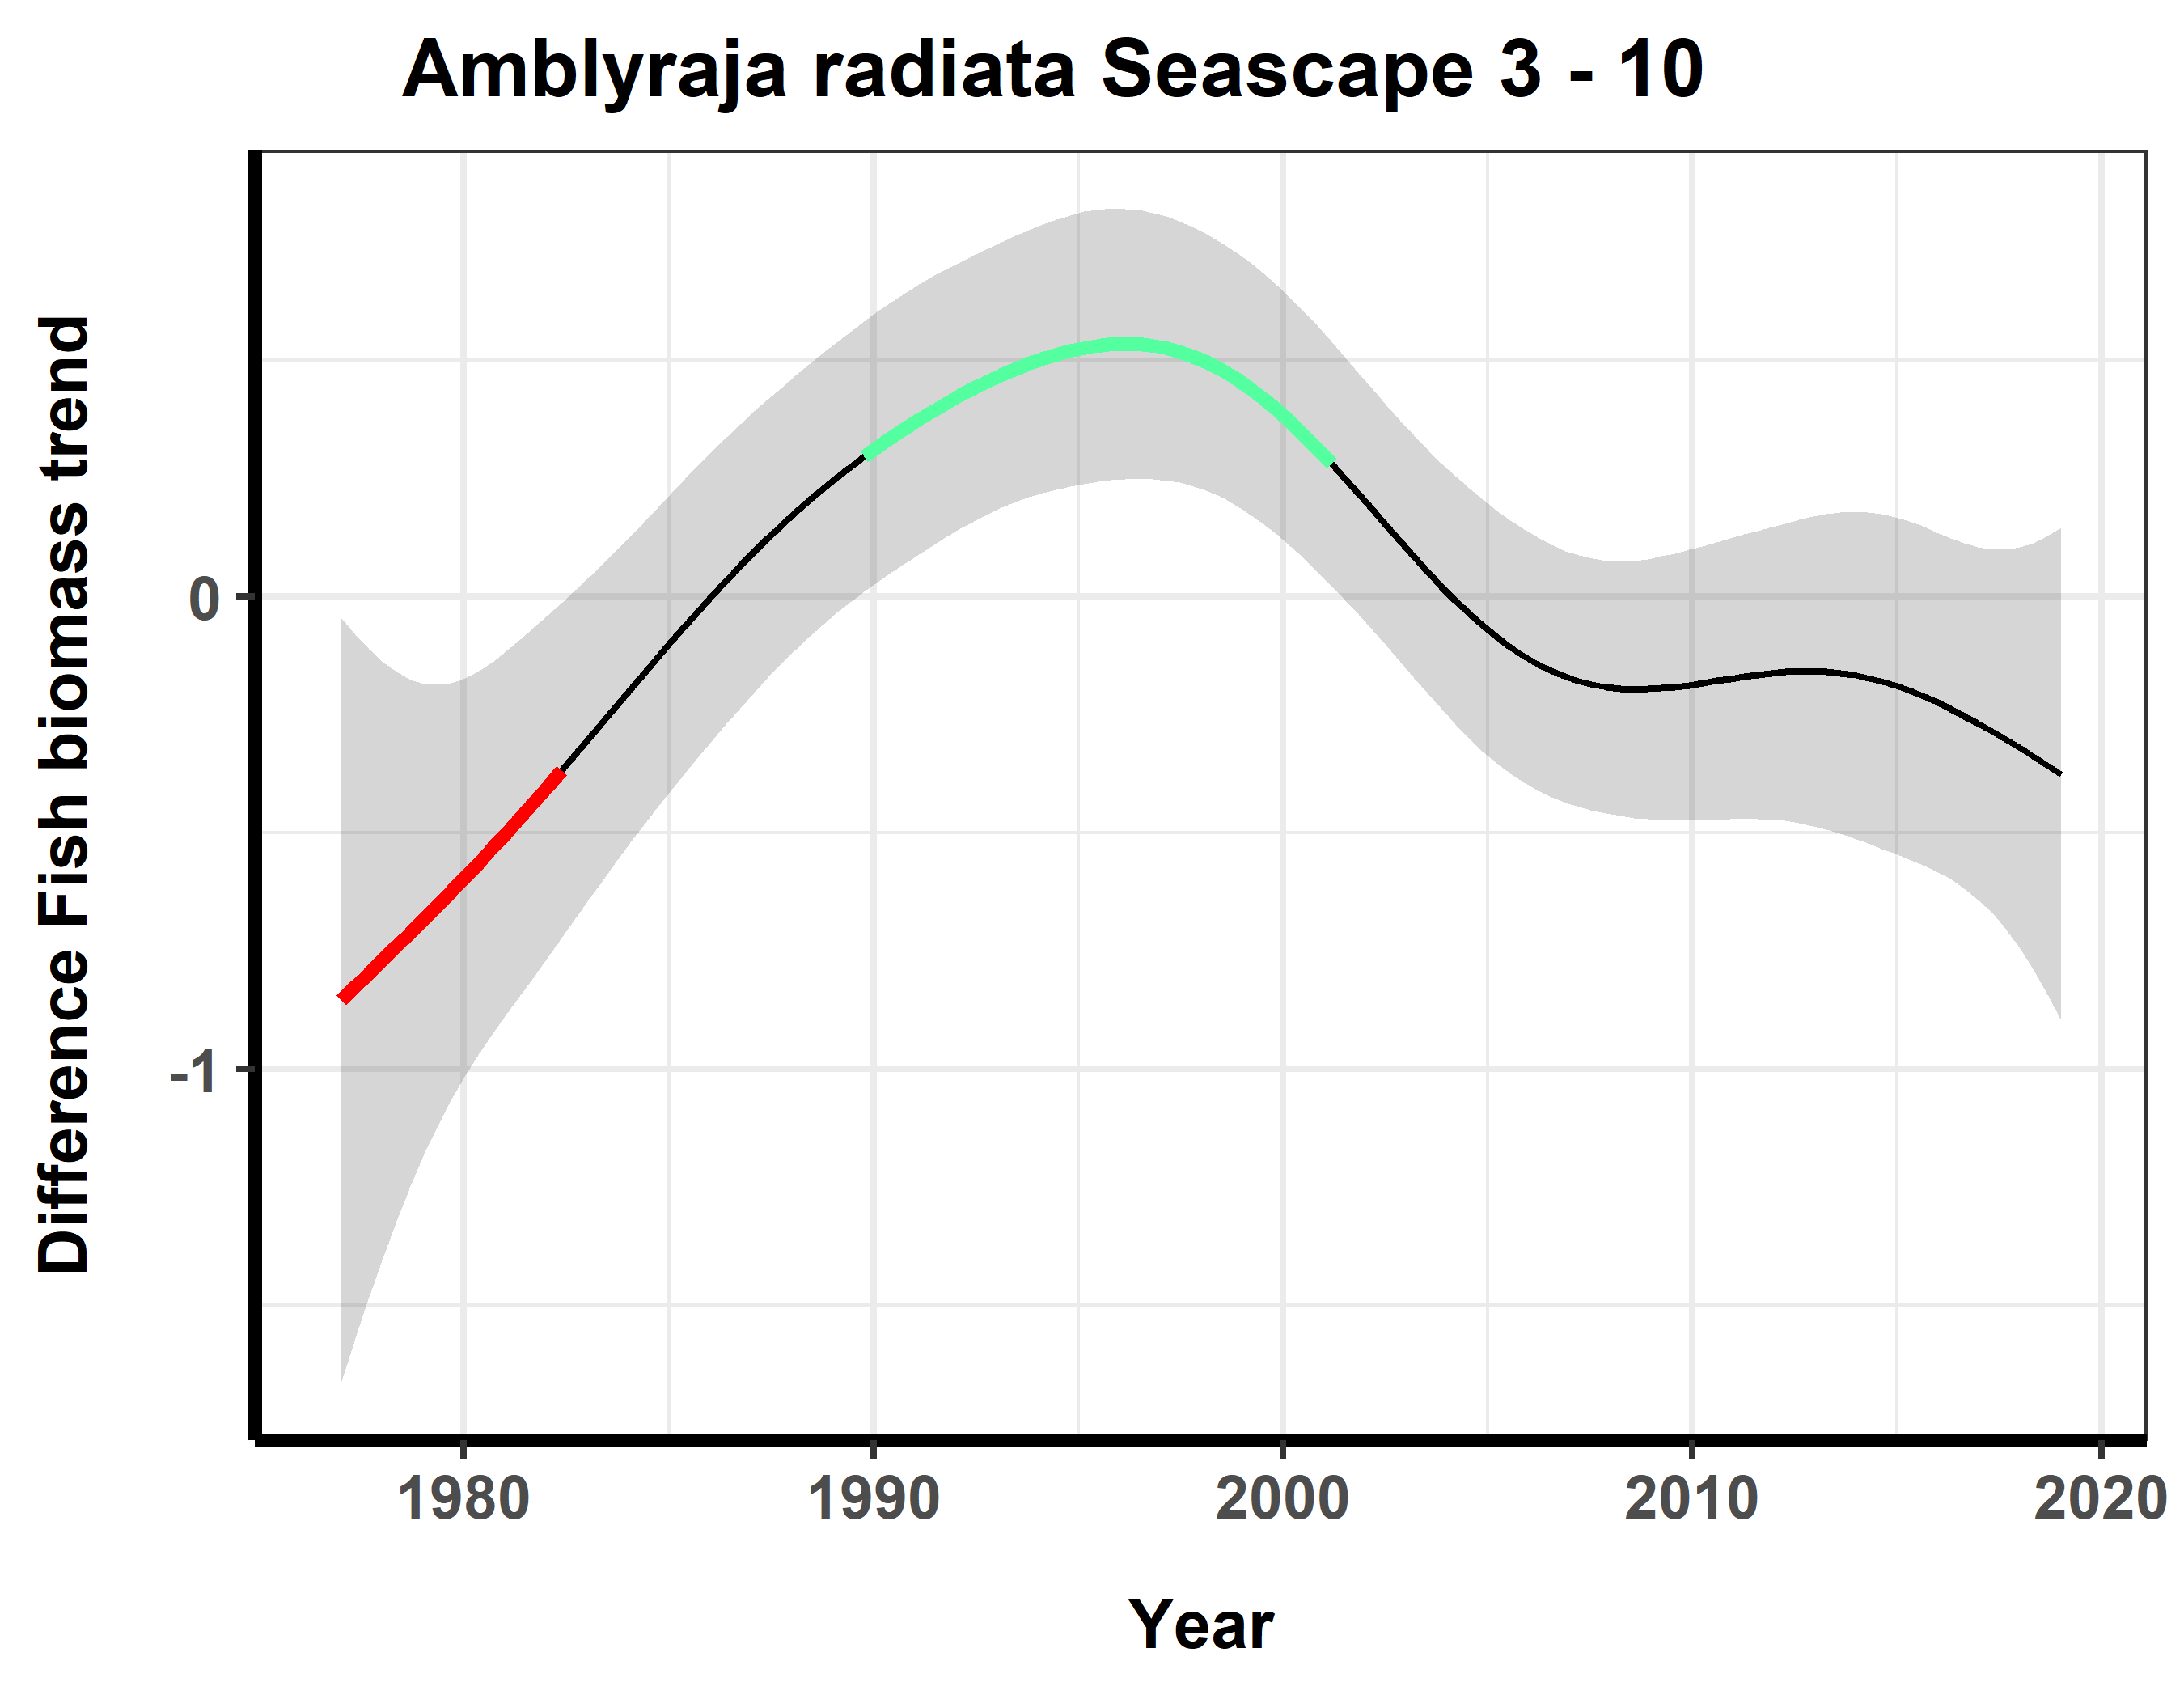 Amblyraja radiata Seascape 3 - 10
Difference Fish biomass trend
0
-1
1980 1990 2000 2010 2020
Year